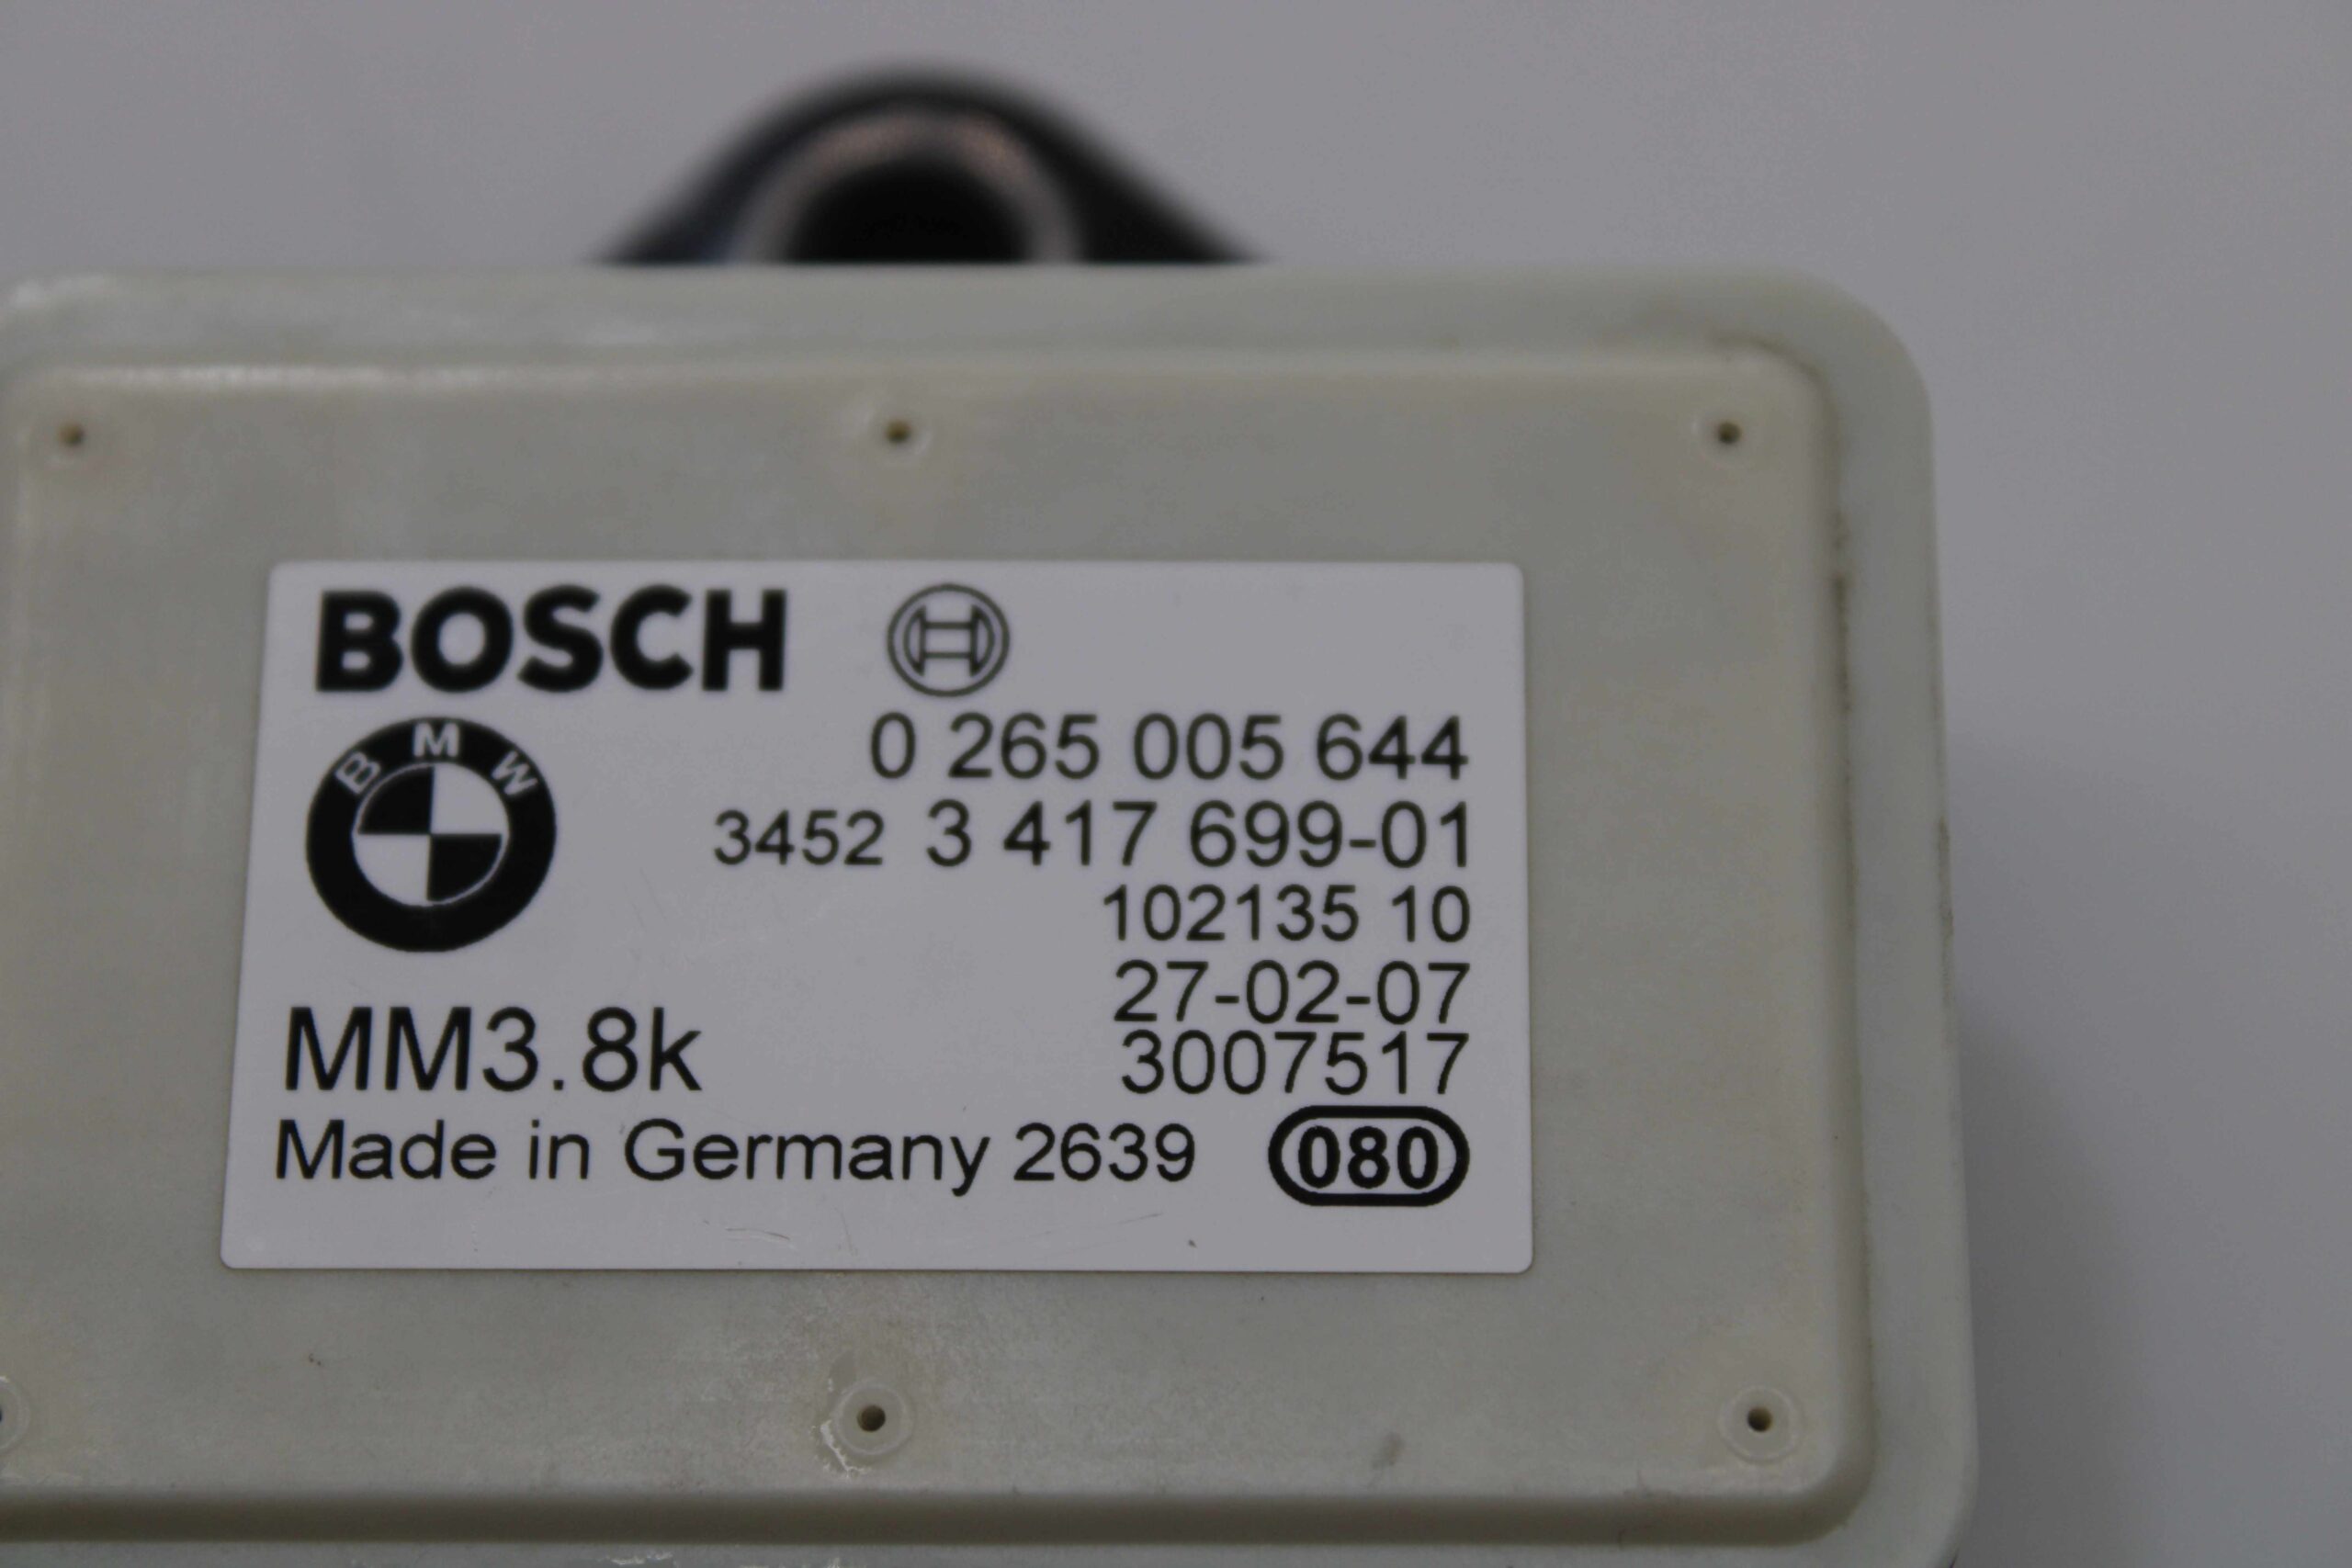 BOSCH
BMW
0 265 005 644
3452 3 417 699-01
102135 10
27-02-07
MM3.8k
3007517
Made in Germany 2639
080